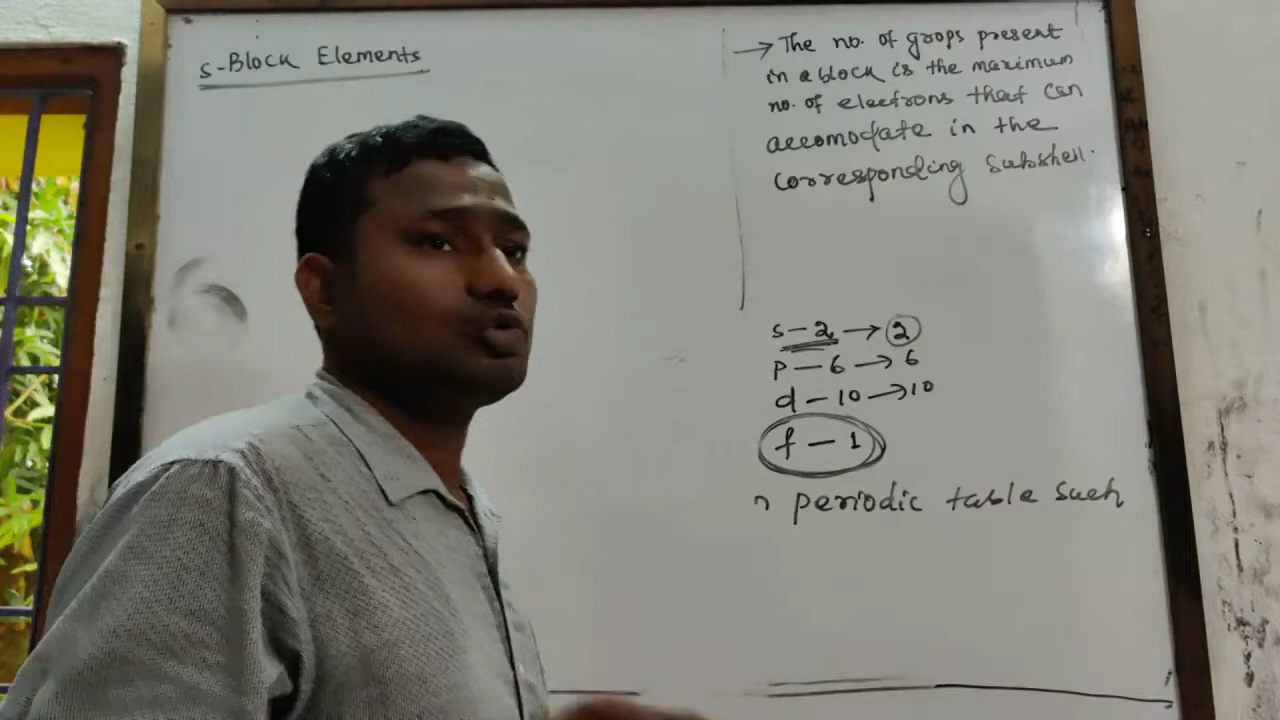 s-Block Elements
→ The no. of grops present
in a block is the maximum
no. of electrons that can
accomodate in the
corresponding subshell.
s – 2 → 2
p – 6 → 6
d – 10 → 10
f – 1
periodic table such